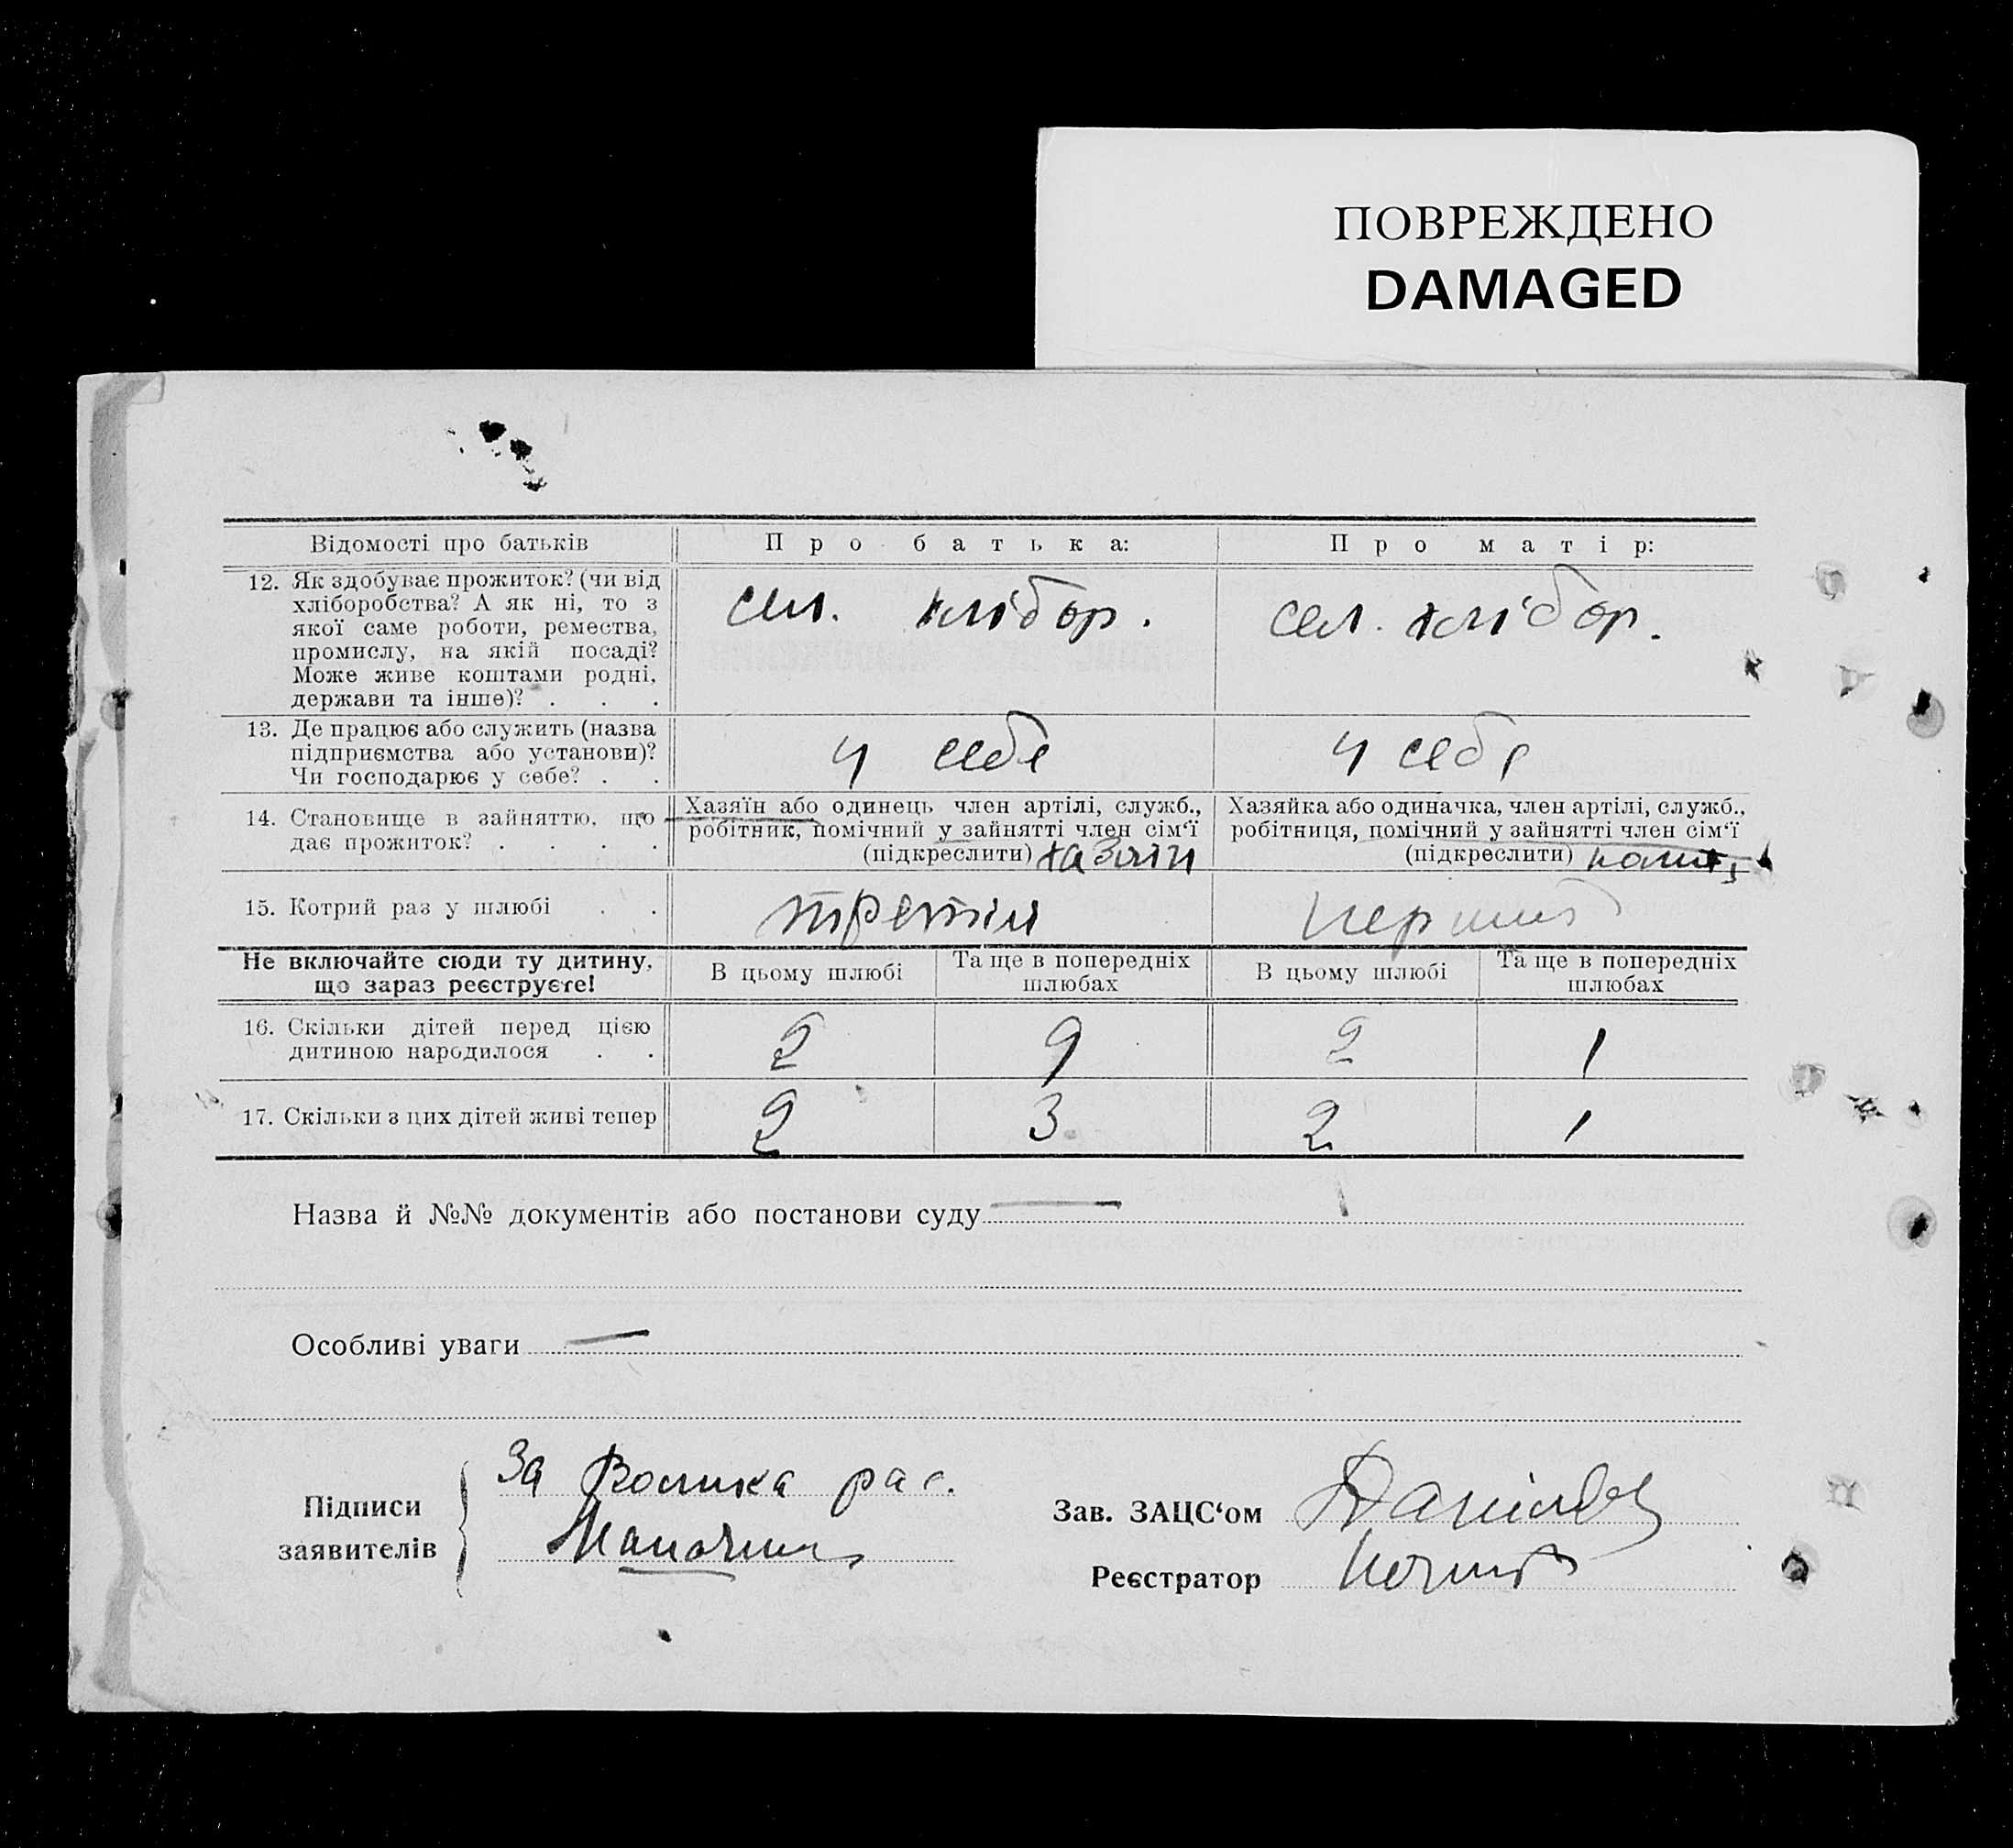 ПОВРЕЖДЕНО
DAMAGED
Відомості про батьків
Про батька:
Про матір:
12. Як здобуває прожиток? (чи від
хліборобства? А як ні, то з
якої саме роботи, ремества,
промислу, на якій посаді?
Може живе коштами родні,
держави та інше)? . . .
сел. хлібор.
сел. хлібор.
13. Де працює або служить (назва
підприємства або установи)?
Чи господарює у себе? . .
у себе
у себе
14. Становище в зайняттю, що
дає прожиток? . . . .
Хазяїн або одинець член артілі, служб.,
робітник, помічний у зайнятті член сім‘ї
(підкреслити) хазяїн
Хазяйка або одиначка, член артілі, служб.,
робітниця, помічний у зайнятті член сім‘ї
(підкреслити)
15. Котрий раз у шлюбі . .
третій
перший
Не включайте сюди ту дитину,
що зараз реєструєте!
В цьому шлюбі
Та ще в попередніх
шлюбах
В цьому шлюбі
Та ще в попередніх
шлюбах
16. Скільки дітей перед цією
дитиною народилося . .
2
9
2
1
17. Скільки з цих дітей живі тепер
2
3
2
1
Назва й №№ документів або постанови суду
Особливі уваги
Підписи
заявителів
За Волика рас.
Зав. ЗАЦС‘ом
Реєстратор